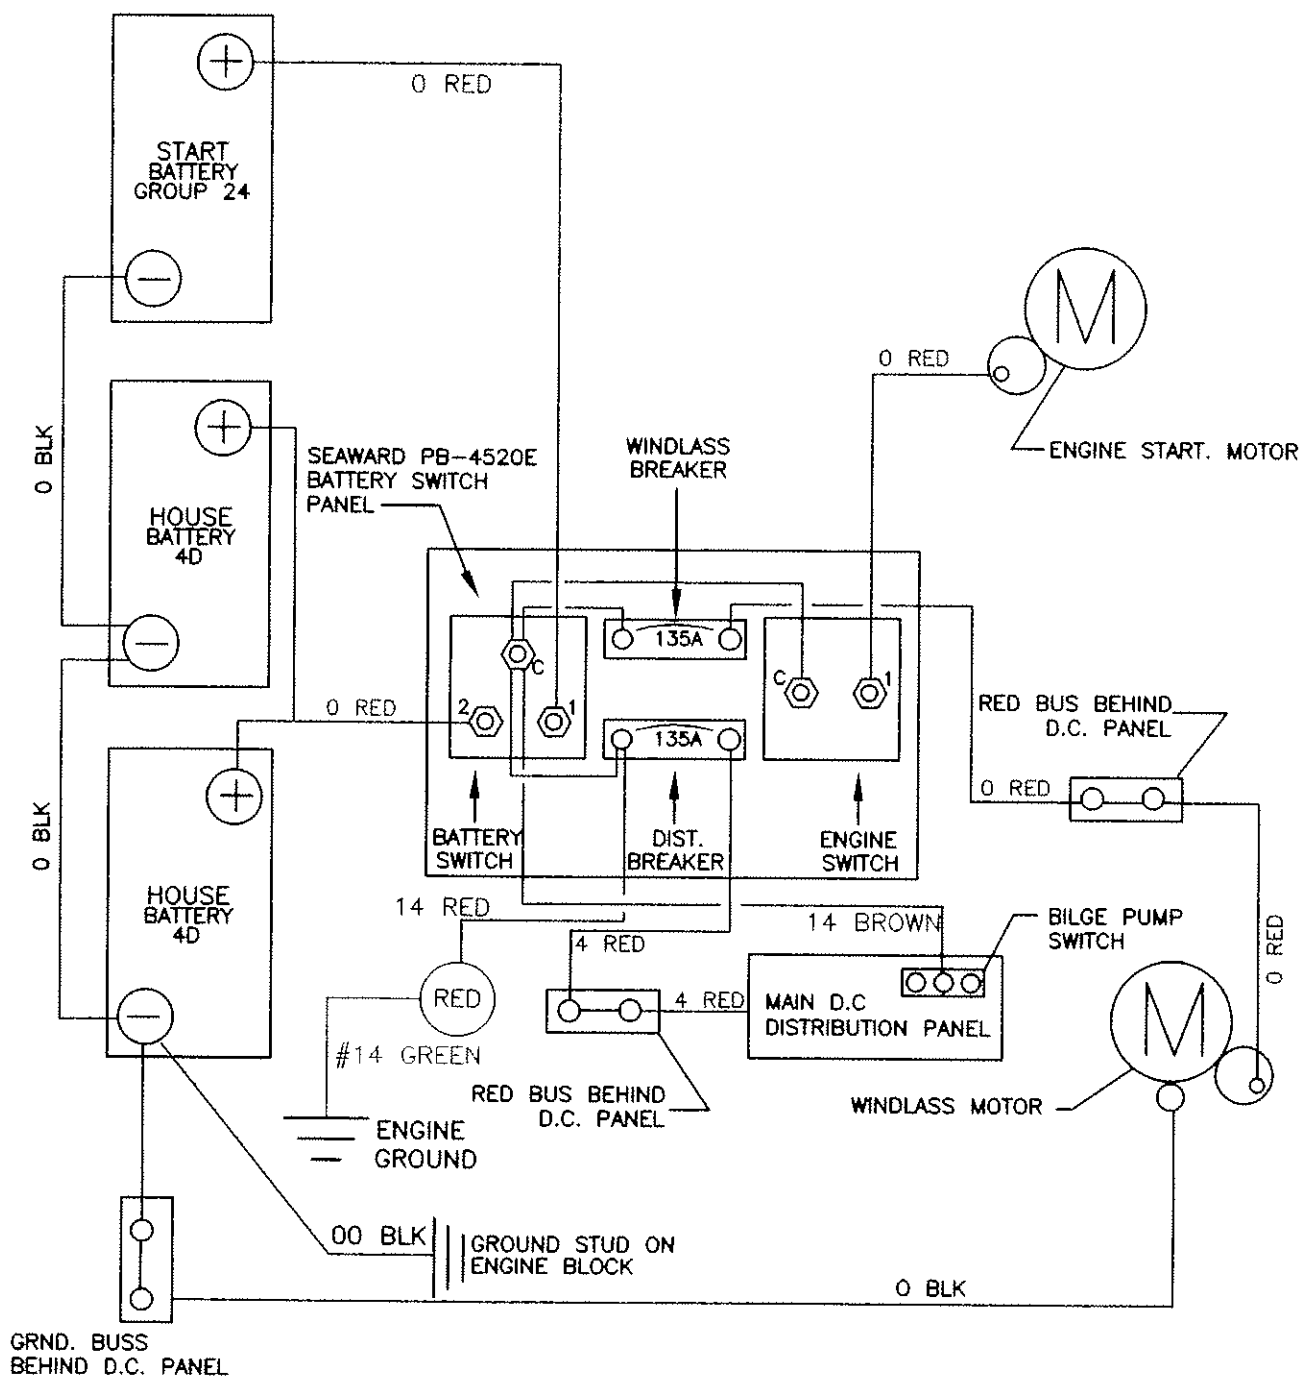 0 RED
START
BATTERY
GROUP 24
0 RED
ENGINE START. MOTOR
0 BLK
SEAWARD PB-4520E
BATTERY SWITCH
PANEL
WINDLASS
BREAKER
HOUSE
BATTERY
4D
135A
C
C
1
0 RED
2
1
135A
RED BUS BEHIND
D.C. PANEL
0 RED
0 BLK
BATTERY
SWITCH
DIST.
BREAKER
ENGINE
SWITCH
HOUSE
BATTERY
4D
14 RED
4 RED
14 BROWN
BILGE PUMP
SWITCH
0 RED
RED
4 RED
MAIN D.C
DISTRIBUTION PANEL
#14 GREEN
RED BUS BEHIND
D.C. PANEL
WINDLASS MOTOR
M
M
ENGINE
GROUND
00 BLK
GROUND STUD ON
ENGINE BLOCK
0 BLK
GRND. BUSS
BEHIND D.C. PANEL